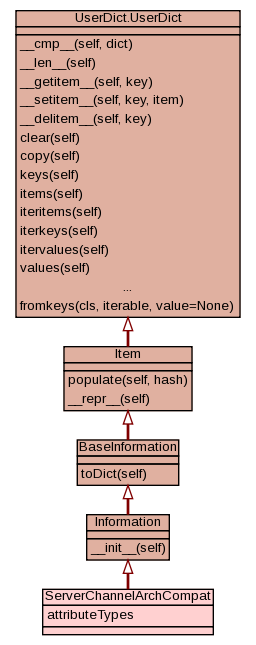 UserDict.UserDict
__cmp__(self, dict)
__len__(self)
__getitem__(self, key)
__setitem__(self, key, item)
__delitem__(self, key)
clear(self)
copy(self)
keys(self)
items(self)
iteritems(self)
iterkeys(self)
itervalues(self)
values(self)
...
fromkeys(cls, iterable, value=None)
Item
populate(self, hash)
__repr__(self)
BaseInformation
toDict(self)
Information
__init__(self)
ServerChannelArchCompat
attributeTypes